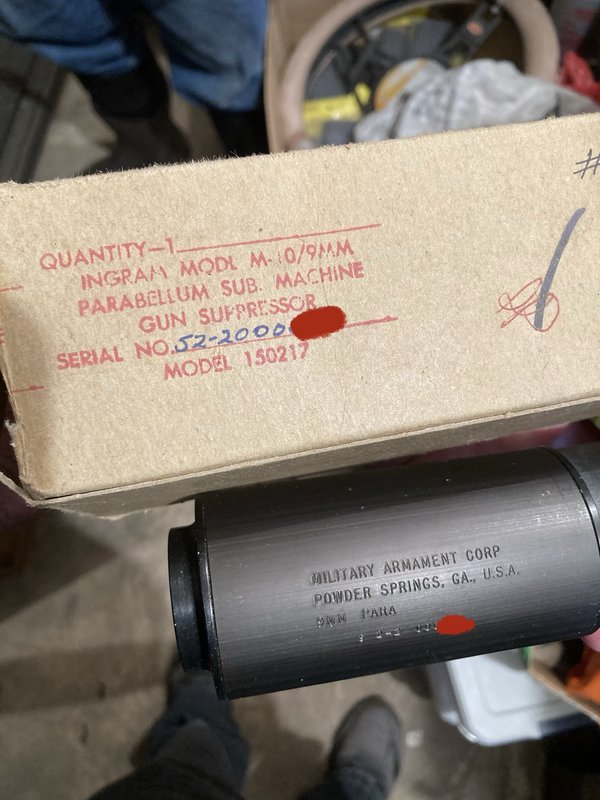 #
QUANTITY-1
INGRAM MODL M-10/9MM
PARABELLUM SUB. MACHINE
GUN SUPPRESSOR
SERIAL NO. S2-2000
MODEL 150217
MILITARY ARMAMENT CORP
POWDER SPRINGS, GA., U.S.A.
9MM PARA